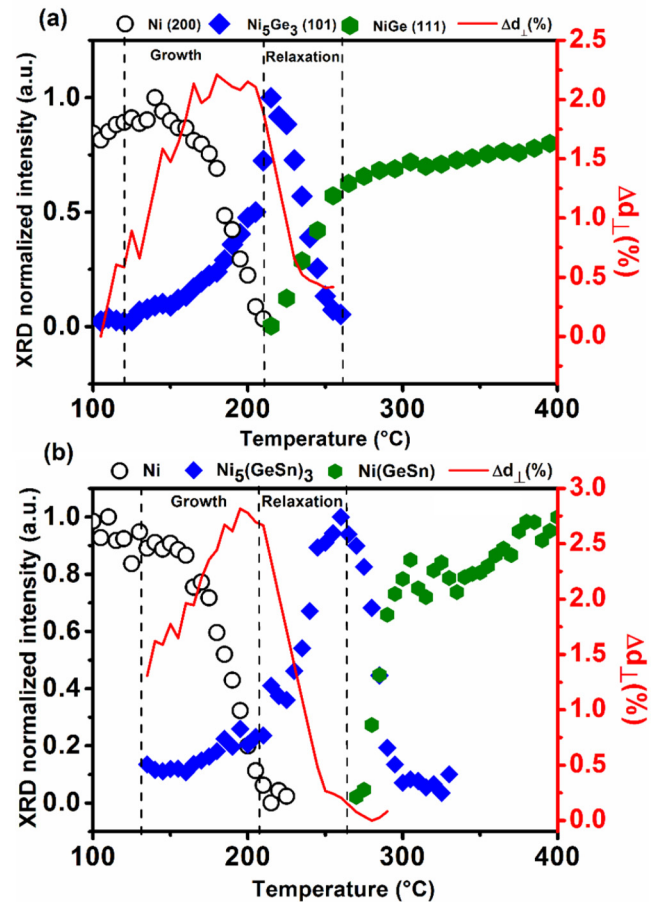 (a)
Ni (200) Ni5Ge3 (101) NiGe (111) Δd⊥(%)
Growth Relaxation
XRD normalized intensity (a.u.)
1.0
0.5
0.0
2.5
2.0
1.5
1.0
0.5
0.0
Δd⊥(%)
100 200 300 400
Temperature (°C)
(b)
Ni Ni5(GeSn)3 Ni(GeSn) Δd⊥(%)
Growth Relaxation
XRD normalized intensity (a.u.)
1.0
0.8
0.6
0.4
0.2
0.0
3.0
2.5
2.0
1.5
1.0
0.5
0.0
Δd⊥(%)
100 200 300 400
Temperature (°C)